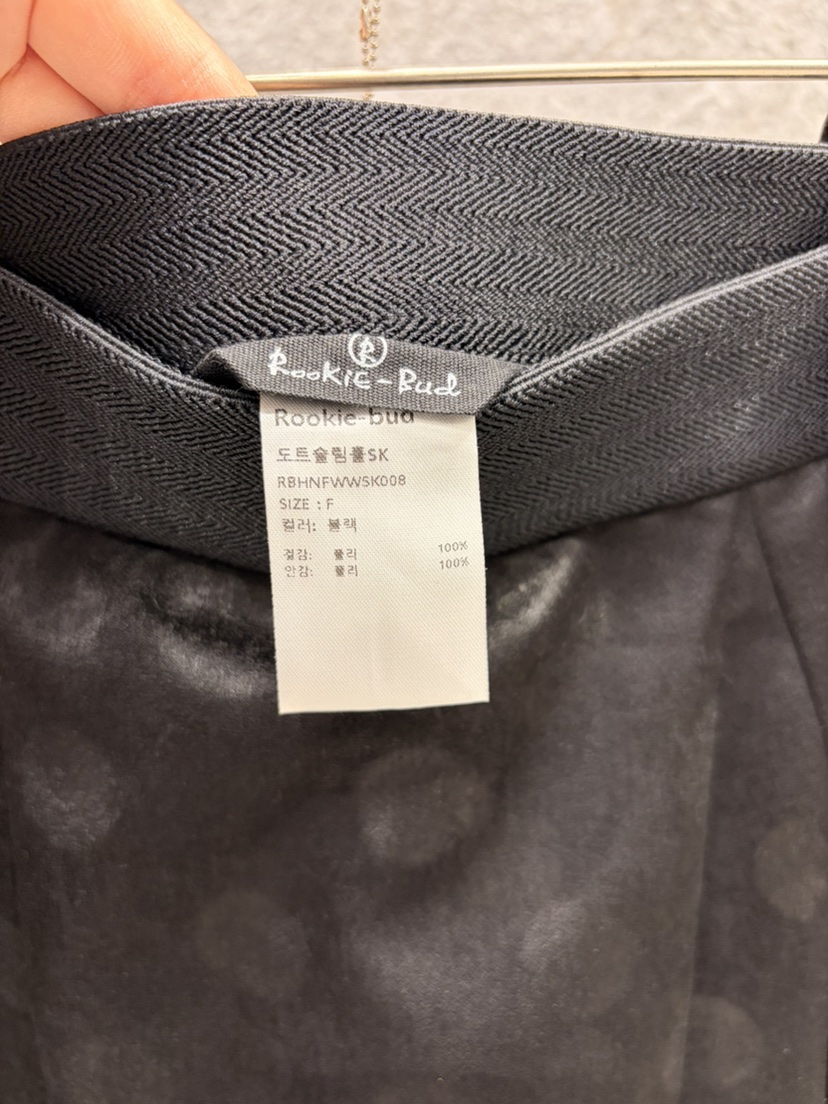 R
Rookie-Bud
Rookie-bud
도트슬림롤SK
RBHNFWWSK008
SIZE : F
컬러: 블랙
겉감: 폴리 100%
안감: 폴리 100%